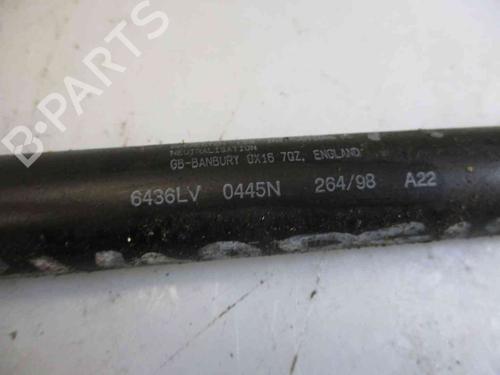 B-PARTS
NEUTRALISATION
GB-BANBURY OX16 7QZ, ENGLAND
6436LV 0445N 264/98 A22